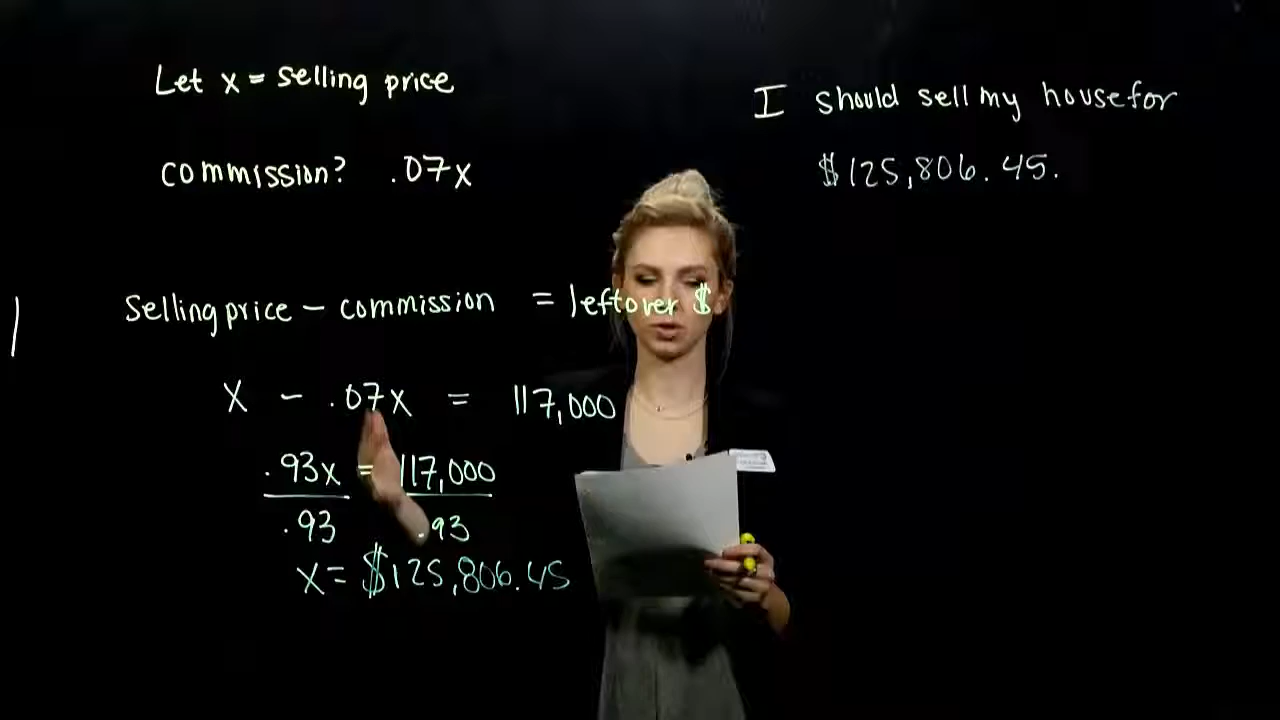 Let x = selling price
commission? .07x
Selling price - commission = leftover $
X - .07x = 117,000
.93x = 117,000
.93 .93
x = $125,806.45
I should sell my house for
$125,806.45.